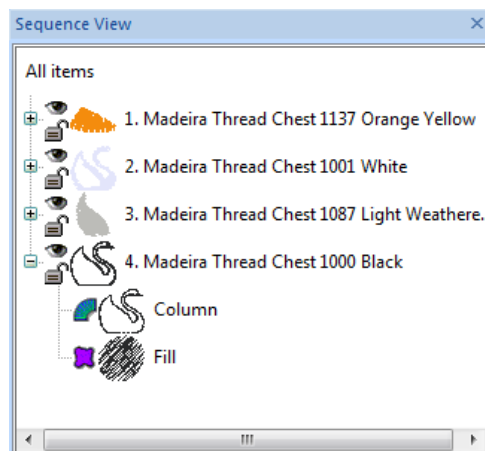 Sequence View
All items
1. Madeira Thread Chest 1137 Orange Yellow
2. Madeira Thread Chest 1001 White
3. Madeira Thread Chest 1087 Light Weathere.
4. Madeira Thread Chest 1000 Black
Column
Fill